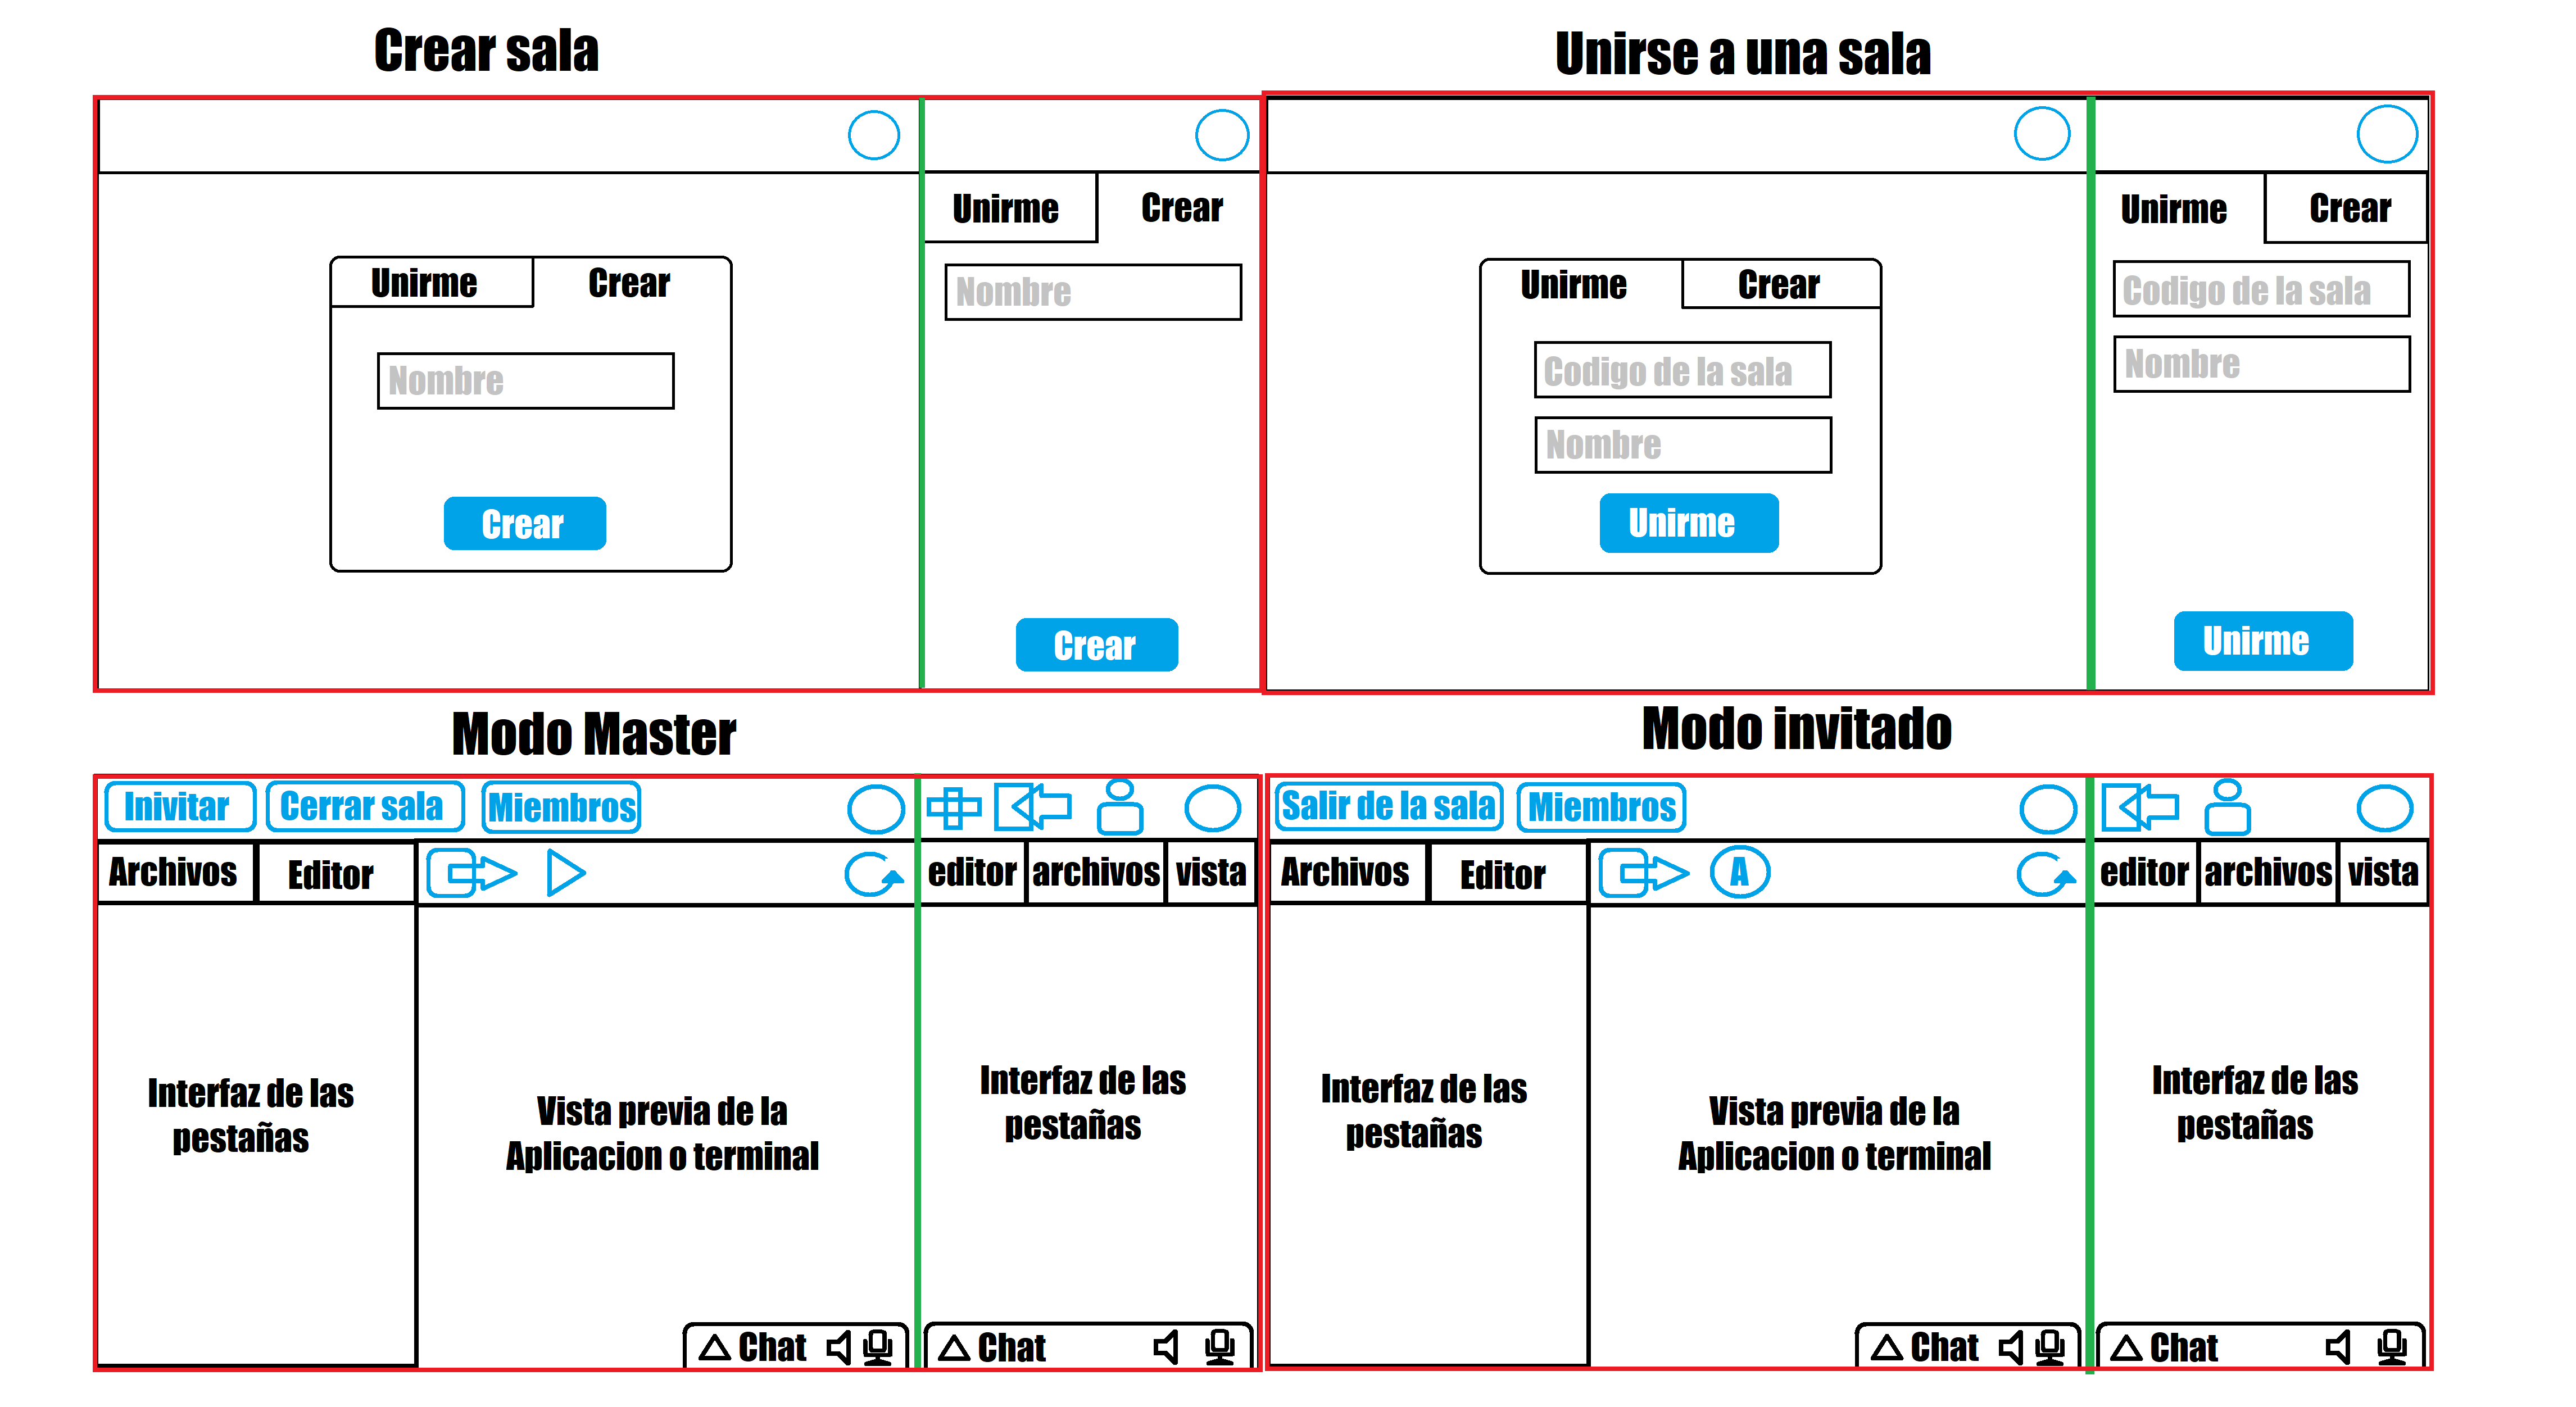 Crear sala
Unirme
Crear
Nombre
Crear
Unirme
Crear
Nombre
Crear
Unirse a una sala
Unirme
Crear
Codigo de la sala
Nombre
Unirme
Unirme
Crear
Codigo de la sala
Nombre
Unirme
Modo Master
Inivitar
Cerrar sala
Miembros
Archivos
Editor
Interfaz de las
pestañas
Vista previa de la
Aplicacion o terminal
Chat
editor
archivos
vista
Interfaz de las
pestañas
Chat
Modo invitado
Salir de la sala
Miembros
Archivos
Editor
A
Interfaz de las
pestañas
Vista previa de la
Aplicacion o terminal
Chat
editor
archivos
vista
Interfaz de las
pestañas
Chat